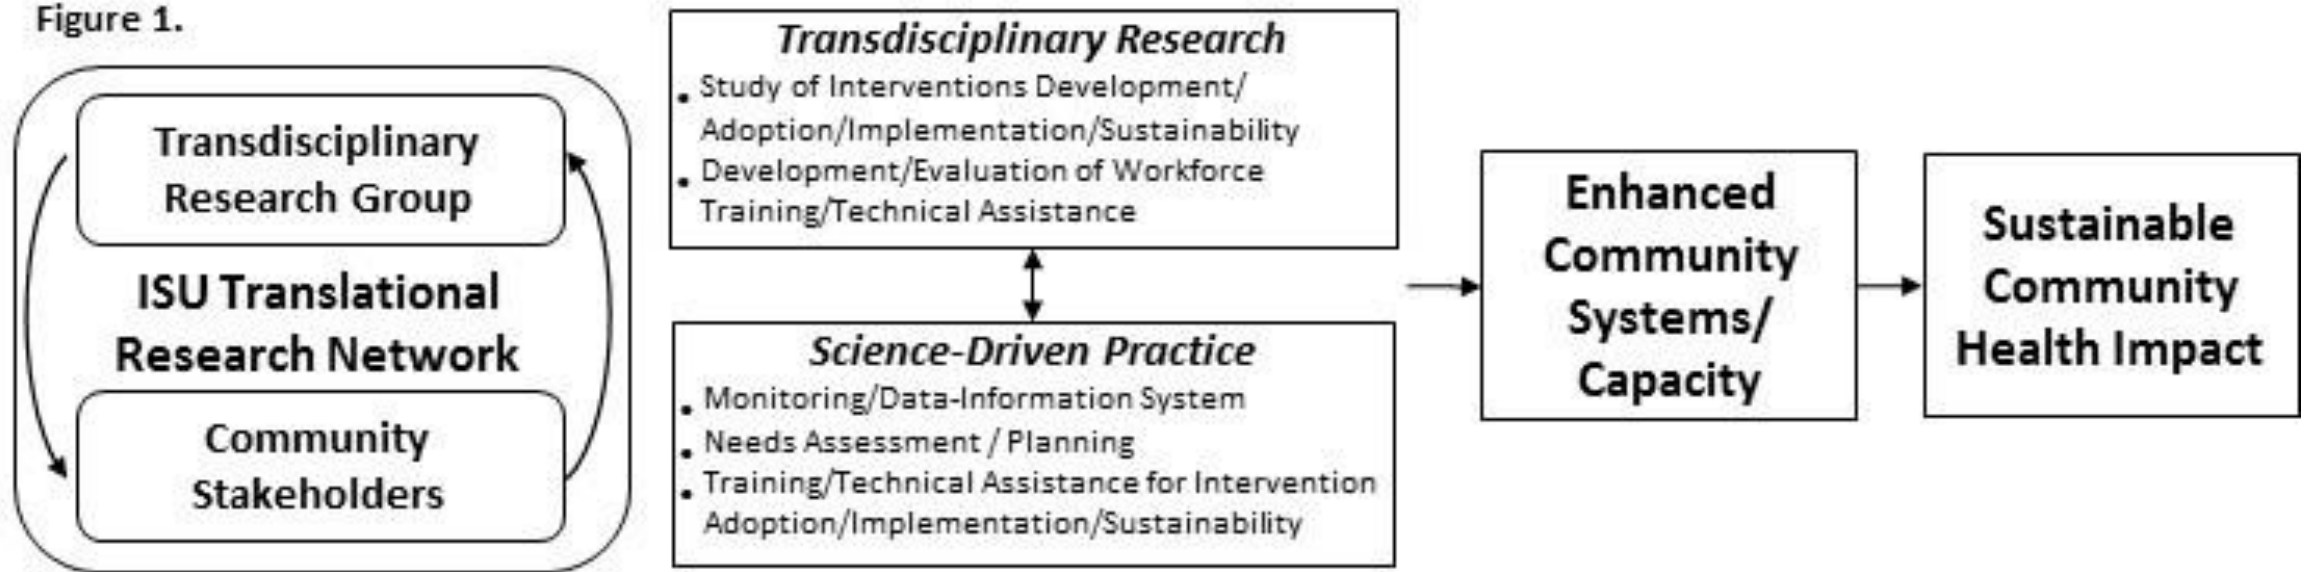 Figure 1.
Transdisciplinary
Research Group
ISU Translational
Research Network
Community
Stakeholders
Transdisciplinary Research
• Study of Interventions Development/
Adoption/Implementation/Sustainability
• Development/Evaluation of Workforce
Training/Technical Assistance
Science-Driven Practice
• Monitoring/Data-Information System
• Needs Assessment / Planning
• Training/Technical Assistance for Intervention
Adoption/Implementation/Sustainability
Enhanced
Community
Systems/
Capacity
Sustainable
Community
Health Impact